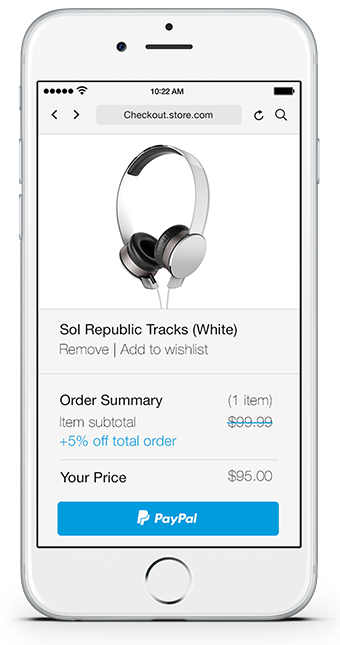 10:22 AM
Checkout.store.com
Sol Republic Tracks (White)
Remove | Add to wishlist
Order Summary (1 item)
Item subtotal $99.99
+5% off total order
Your Price $95.00
PayPal